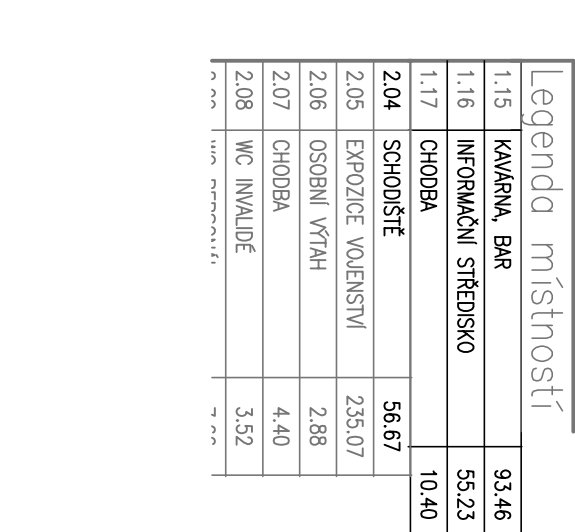 Legenda místností
1.15 KAVÁRNA, BAR 93.46
1.16 INFORMAČNÍ STŘEDISKO 55.23
1.17 CHODBA 10.40
2.04 SCHODIŠTĚ 56.67
2.05 EXPOZICE VOJENSTVÍ 235.07
2.06 OSOBNÍ VÝTAH 2.88
2.07 CHODBA 4.40
2.08 WC INVALIDÉ 3.52